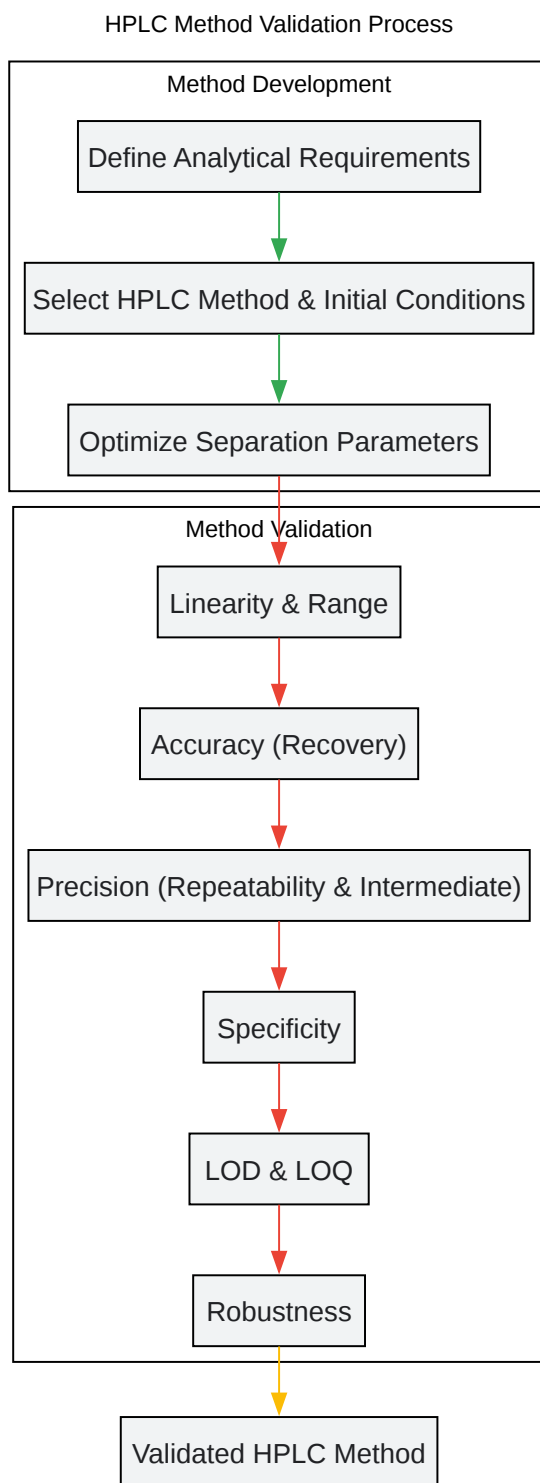 HPLC Method Validation Process
Method Development
Define Analytical Requirements
Select HPLC Method & Initial Conditions
Optimize Separation Parameters
Method Validation
Linearity & Range
Accuracy (Recovery)
Precision (Repeatability & Intermediate)
Specificity
LOD & LOQ
Robustness
Validated HPLC Method